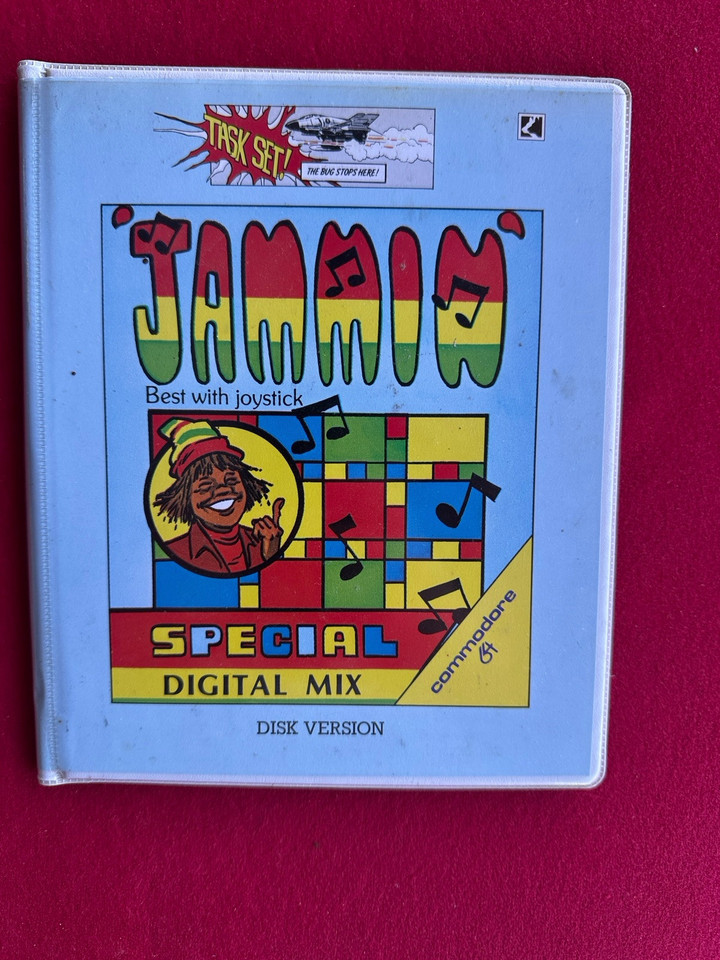 TASK SET!
THE BUG STOPS HERE!
'JAMMIN'
Best with joystick
SPECIAL
DIGITAL MIX
commodore
64
DISK VERSION